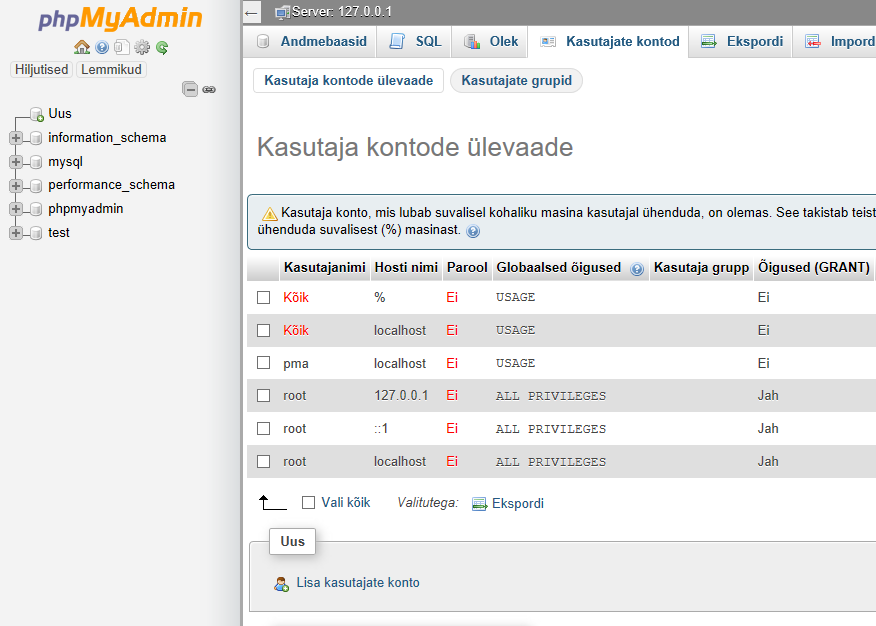 phpMyAdmin
Hiljutised Lemmikud
Uus
information_schema
mysql
performance_schema
phpmyadmin
test
Server: 127.0.0.1
Andmebaasid SQL Olek Kasutajate kontod Ekspordi Impord
Kasutaja kontode ülevaade Kasutajate grupid
Kasutaja kontode ülevaade
Kasutaja konto, mis lubab suvalisel kohaliku masina kasutajal ühenduda, on olemas. See takistab teist
ühenduda suvalisest (%) masinast.
Kasutajanimi Hosti nimi Parool Globaalsed õigused Kasutaja grupp Õigused (GRANT)
Kõik % Ei USAGE Ei
Kõik localhost Ei USAGE Ei
pma localhost Ei USAGE Ei
root 127.0.0.1 Ei ALL PRIVILEGES Jah
root ::1 Ei ALL PRIVILEGES Jah
root localhost Ei ALL PRIVILEGES Jah
Vali kõik Valitutega: Ekspordi
Uus
Lisa kasutajate konto